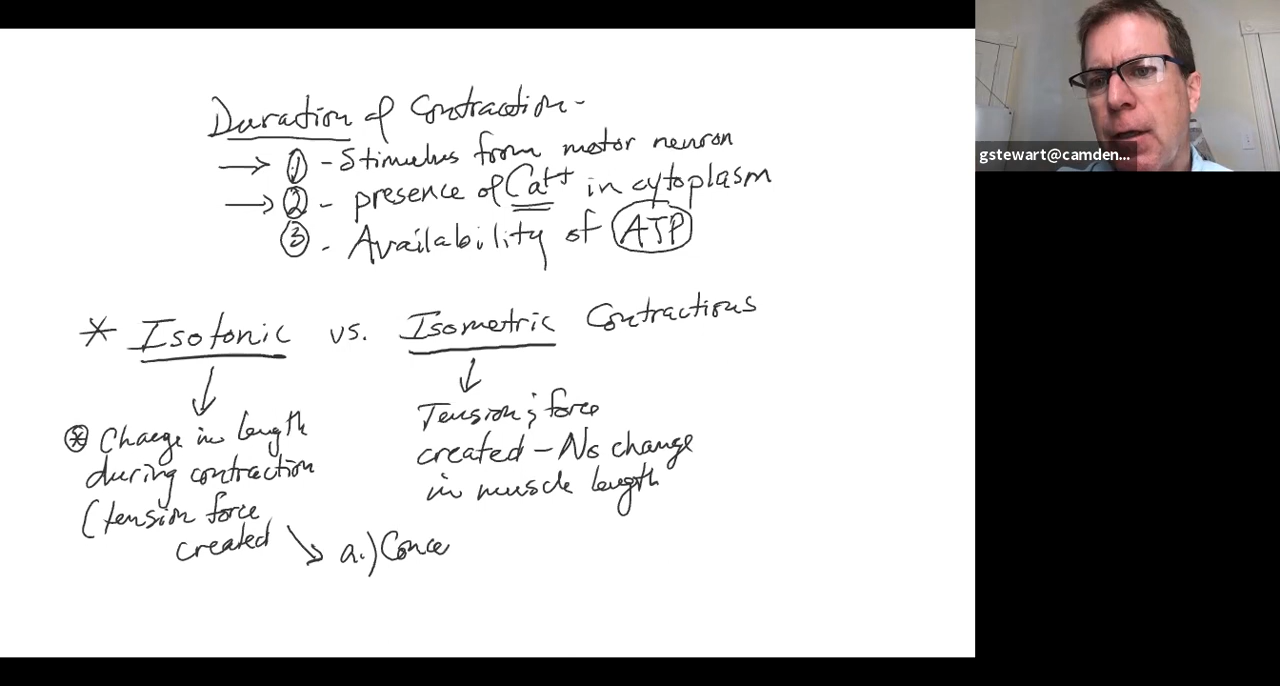 Duration of Contraction-
→ ① - Stimulus from motor neuron
→ ② - presence of Ca++ in cytoplasm
③ - Availability of ATP
* Isotonic vs. Isometric Contractions
↓ ↓
⊛ Change in length
during contraction
(tension force
created ↘ a.) Conce
Tension ; force
created - No change
in muscle length
gstewart@camden...